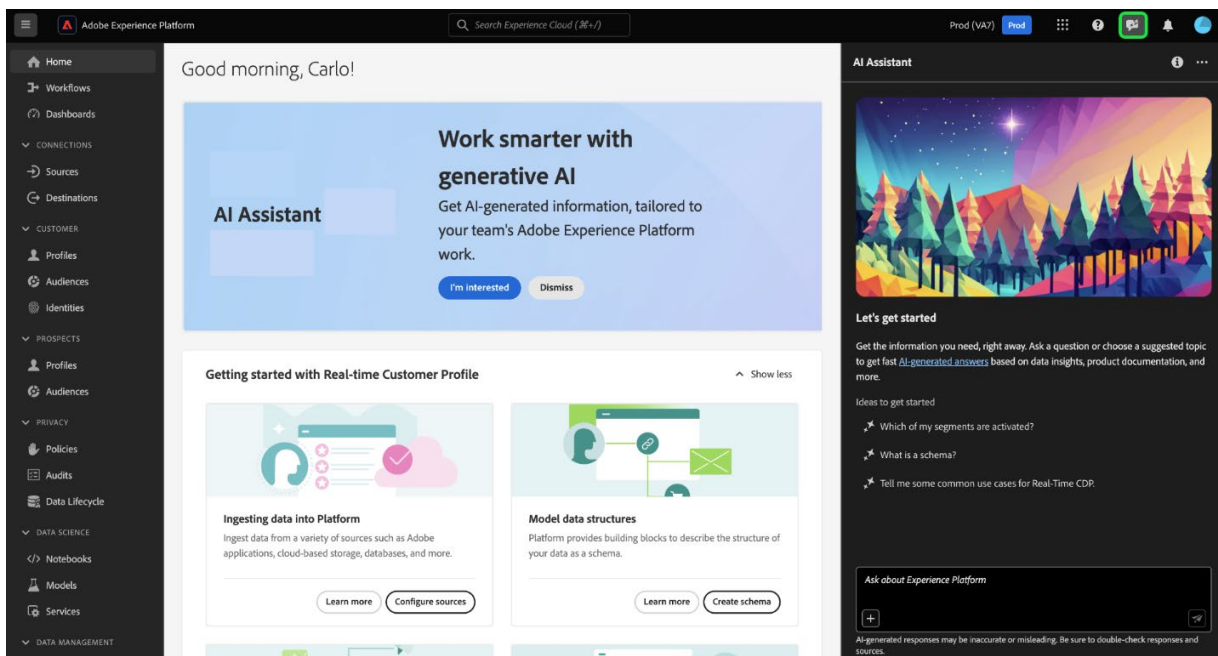 Adobe Experience Platform
Search Experience Cloud (⌘+/)
Prod (VA7)
Prod
Home
Workflows
Dashboards
CONNECTIONS
Sources
Destinations
CUSTOMER
Profiles
Audiences
Identities
PROSPECTS
Profiles
Audiences
PRIVACY
Policies
Audits
Data Lifecycle
DATA SCIENCE
Notebooks
Models
Services
DATA MANAGEMENT
Good morning, Carlo!
AI Assistant
Work smarter with
generative AI
Get AI-generated information, tailored to
your team's Adobe Experience Platform
work.
I'm interested
Dismiss
Getting started with Real-time Customer Profile
Show less
Ingesting data into Platform
Ingest data from a variety of sources such as Adobe
applications, cloud-based storage, databases, and more.
Learn more
Configure sources
Model data structures
Platform provides building blocks to describe the structure of
your data as a schema.
Learn more
Create schema
AI Assistant
Let's get started
Get the information you need, right away. Ask a question or choose a suggested topic
to get fast AI-generated answers based on data insights, product documentation, and
more.
Ideas to get started
Which of my segments are activated?
What is a schema?
Tell me some common use cases for Real-Time CDP.
Ask about Experience Platform
AI-generated responses may be inaccurate or misleading. Be sure to double-check responses and
sources.